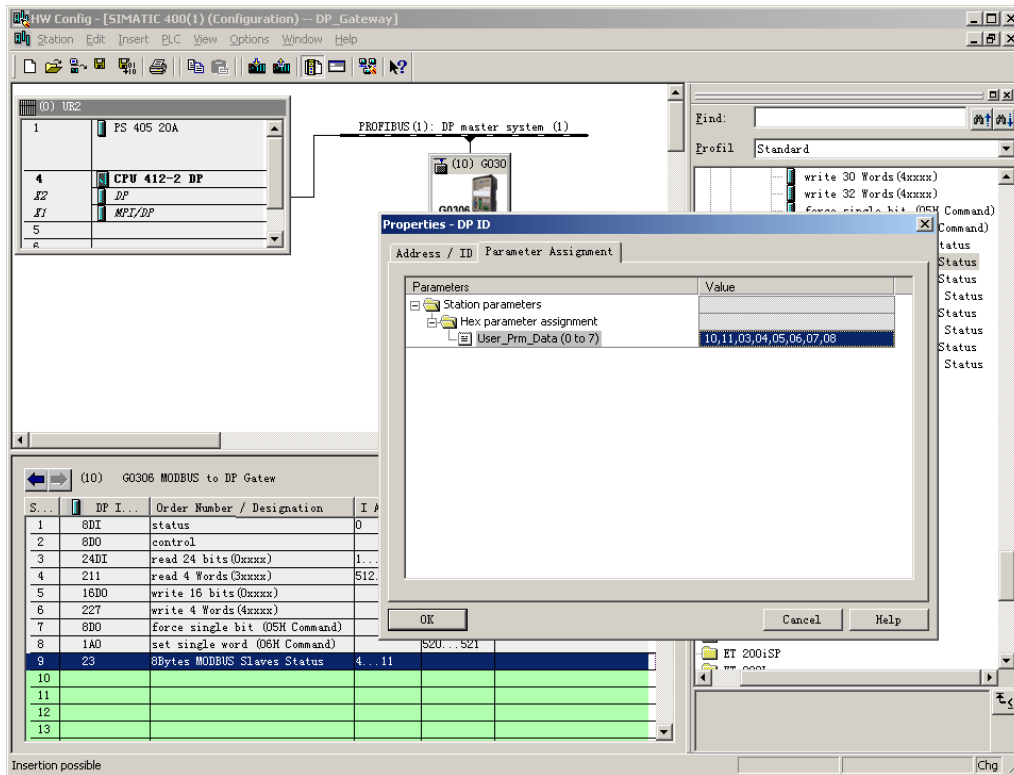 HW Config - [SIMATIC 400(1) (Configuration) -- DP_Gateway]
Station Edit Insert PLC View Options Window Help
(0) UR2
1 PS 405 20A
4 CPU 412-2 DP
X2 DP
X1 MPI/DP
5
6
PROFIBUS(1): DP master system (1)
(10) G030
G0306
Find:
Profil Standard
write 30 Words(4xxxx)
write 32 Words(4xxxx)
force single bit (05H Command)
Command)
tatus
Status
Status
Status
Status
Status
Status
Status
ET 200iSP
Properties - DP ID
Address / ID Parameter Assignment
Parameters Value
Station parameters
Hex parameter assignment
User_Prm_Data (0 to 7) 10,11,03,04,05,06,07,08
OK Cancel Help
(10) G0306 MODBUS to DP Gatew
S... DP I... Order Number / Designation I A
1 8DI status 0
2 8DO control
3 24DI read 24 bits(0xxxx) 1...
4 211 read 4 Words(3xxxx) 512.
5 16DO write 16 bits(0xxxx)
6 227 write 4 Words(4xxxx)
7 8DO force single bit (05H Command)
8 1AO set single word (06H Command) 520...521
9 23 8Bytes MODBUS Slaves Status 4...11
10
11
12
13
Insertion possible Chg